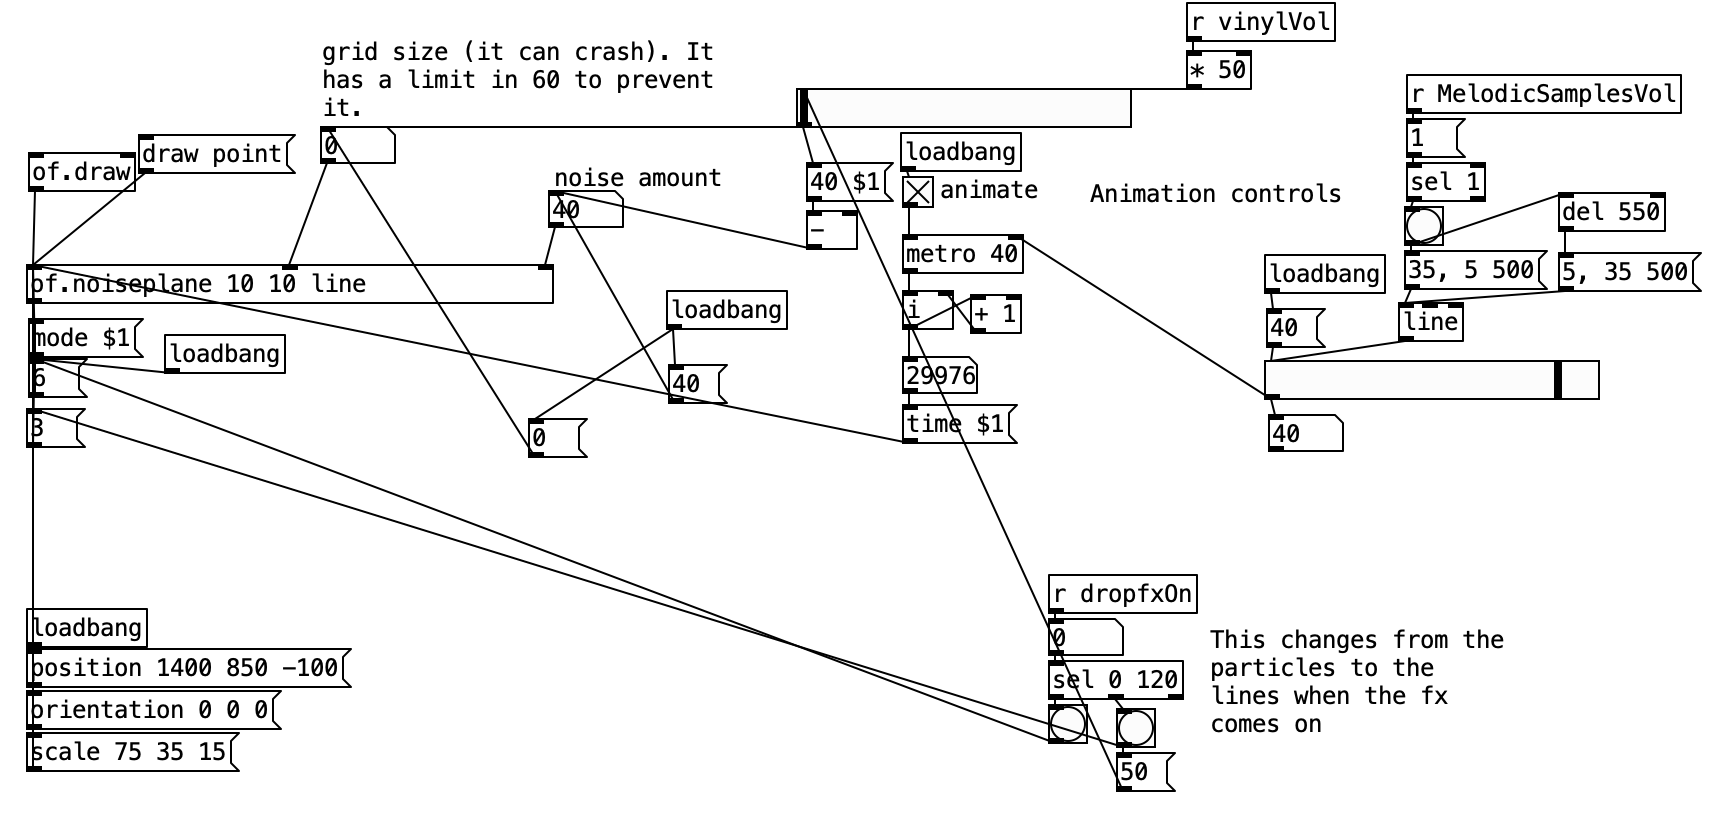 r vinylVol
grid size (it can crash). It
has a limit in 60 to prevent
it.
* 50
r MelodicSamplesVol
0
1
draw point
of.draw
loadbang
noise amount
40 $1
animate
Animation controls
sel 1
40
del 550
-
metro 40
35, 5 500
5, 35 500
loadbang
of.noiseplane 10 10 line
i
+ 1
loadbang
40
line
mode $1
loadbang
6
40
29976
3
0
time $1
40
r dropfxOn
loadbang
0
This changes from the
particles to the
lines when the fx
comes on
position 1400 850 -100
sel 0 120
orientation 0 0 0
scale 75 35 15
50